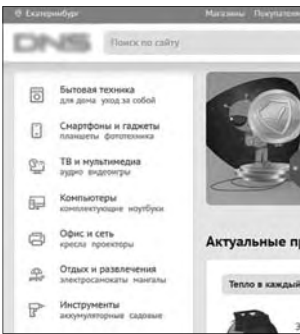 Екатеринбург
Магазины Покупателям
DNS
Поиск по сайту
Бытовая техника
для дома уход за собой
Смартфоны и гаджеты
планшеты фототехника
ТВ и мультимедиа
аудио видеоигры
Компьютеры
комплектующие ноутбуки
Офис и сеть
кресла проекторы
Отдых и развлечения
электросамокаты мангалы
Инструменты
аккумуляторные садовые
Актуальные
Тепло в каждый